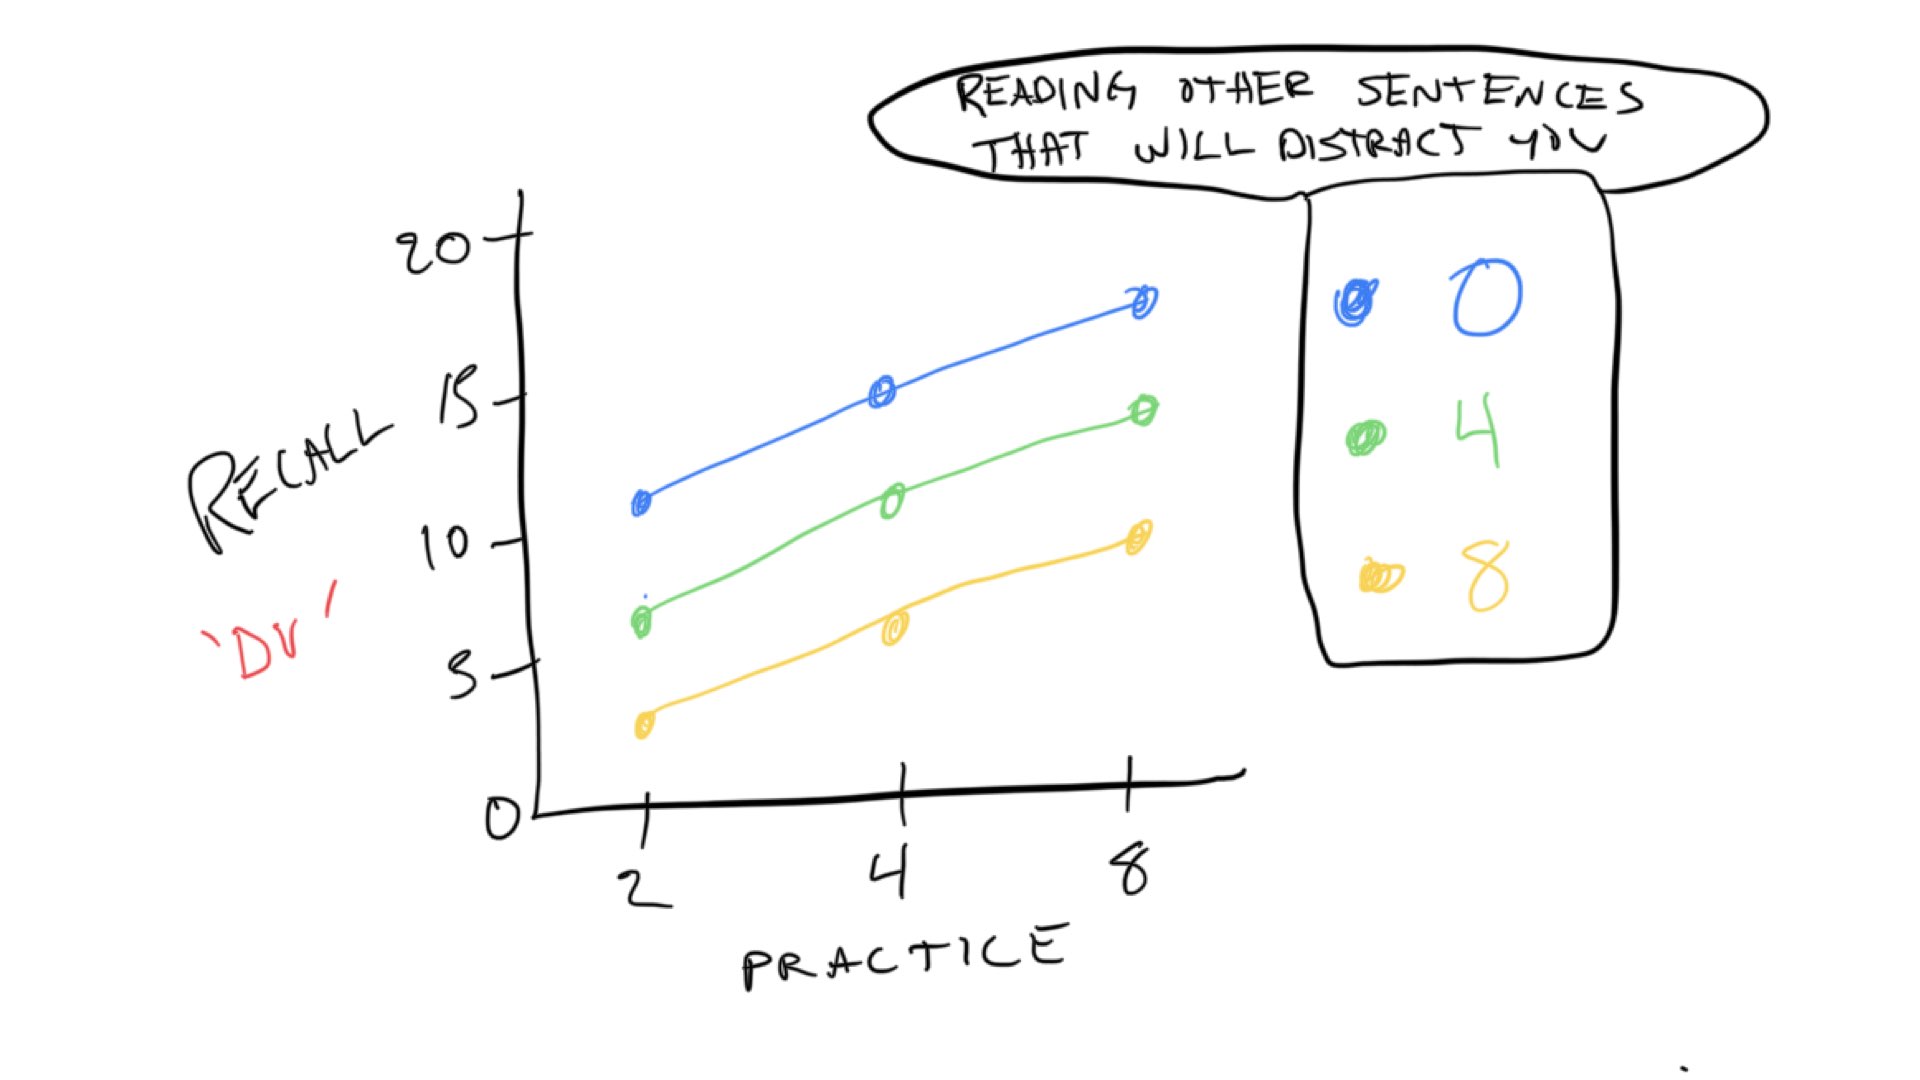 READING OTHER SENTENCES
THAT WILL DISTRACT YOU
20
15
10
5
0
RECALL
'DV'
0
4
8
2 4 8
PRACTICE